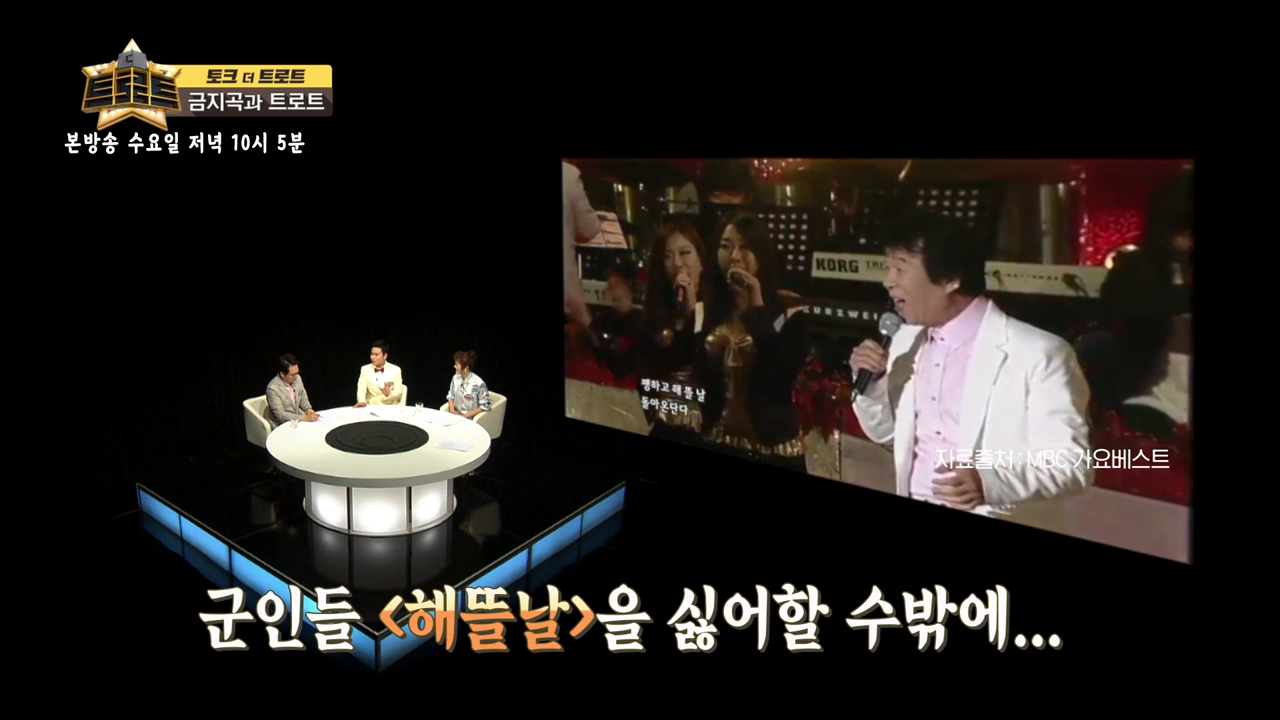 더
트로트
토크 더 트로트
금지곡과 트로트
본방송 수요일 저녁 10시 5분
KORG
KURZWEI
쨍하고 해 뜰 날
돌아온단다
자료출처 : MBC 가요베스트
군인들 <해뜰날>을 싫어할 수밖에...